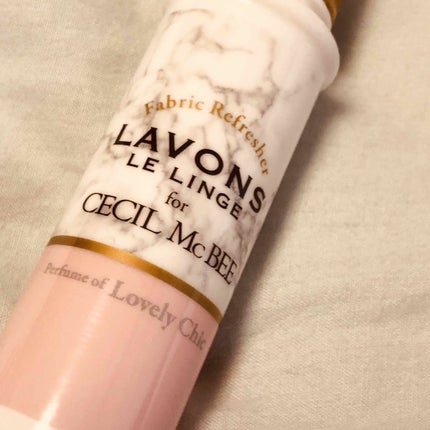 Fabric Refresher
LAVONS
LE LINGE
for
CECIL McBEE
Perfume of Lovely Chic